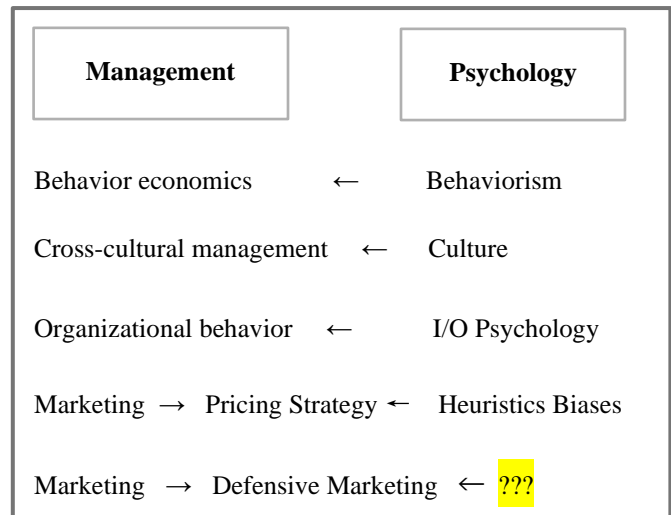 Management Psychology
Behavior economics ← Behaviorism
Cross-cultural management ← Culture
Organizational behavior ← I/O Psychology
Marketing → Pricing Strategy ← Heuristics Biases
Marketing → Defensive Marketing ← ???